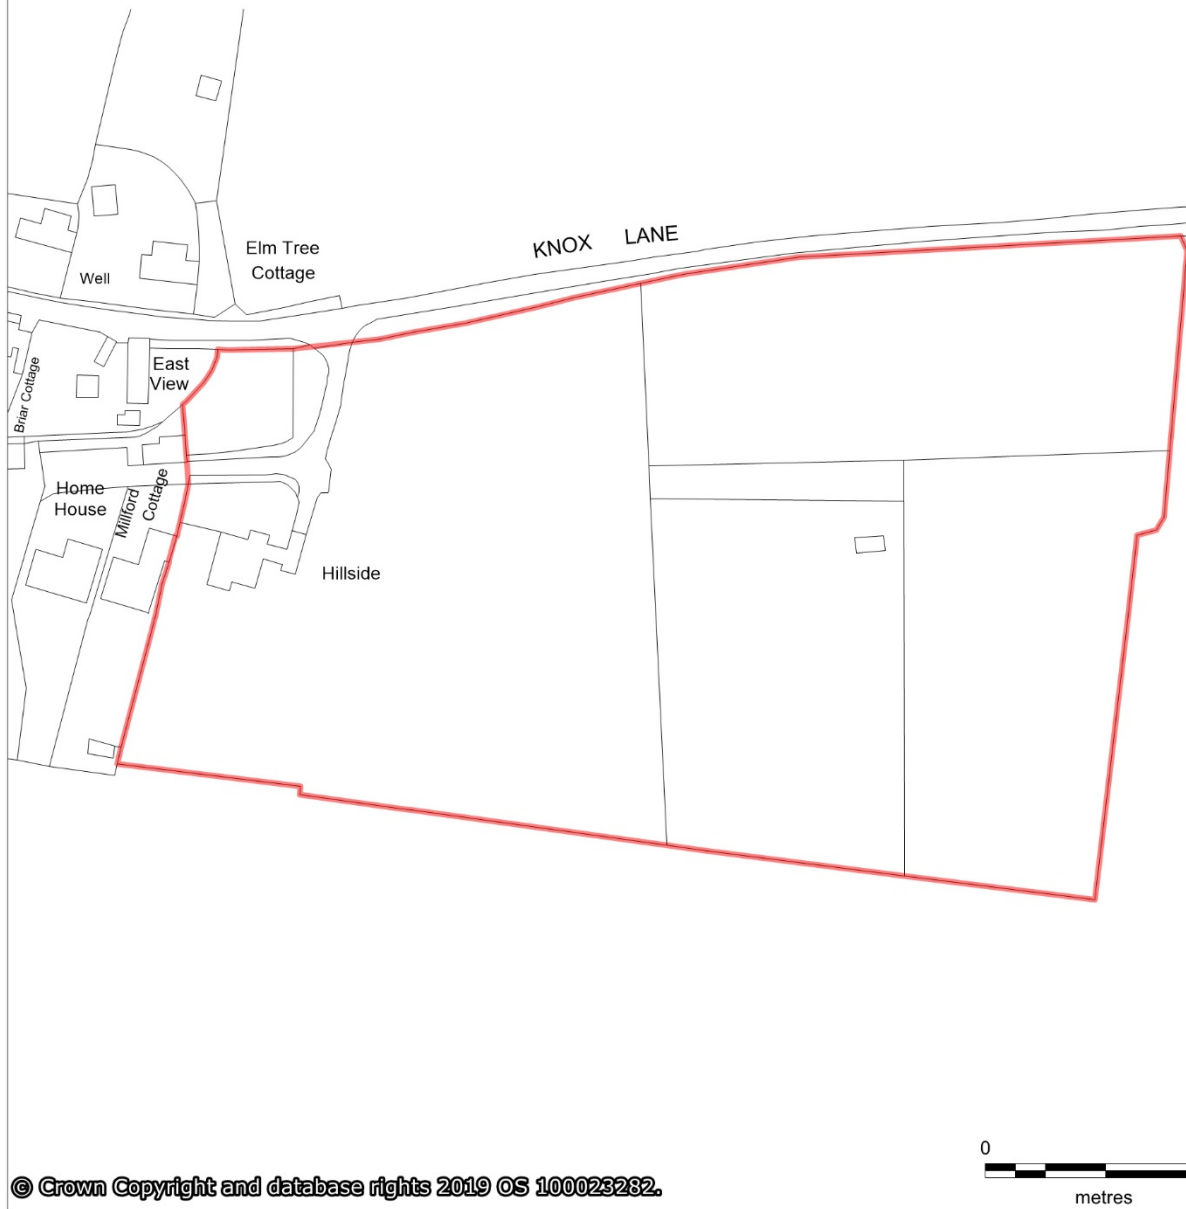 KNOX LANE
Elm Tree
Cottage
Well
East
View
Briar Cottage
Home
House
Millford
Cottage
Hillside
0
metres
© Crown Copyright and database rights 2019 OS 100023282.